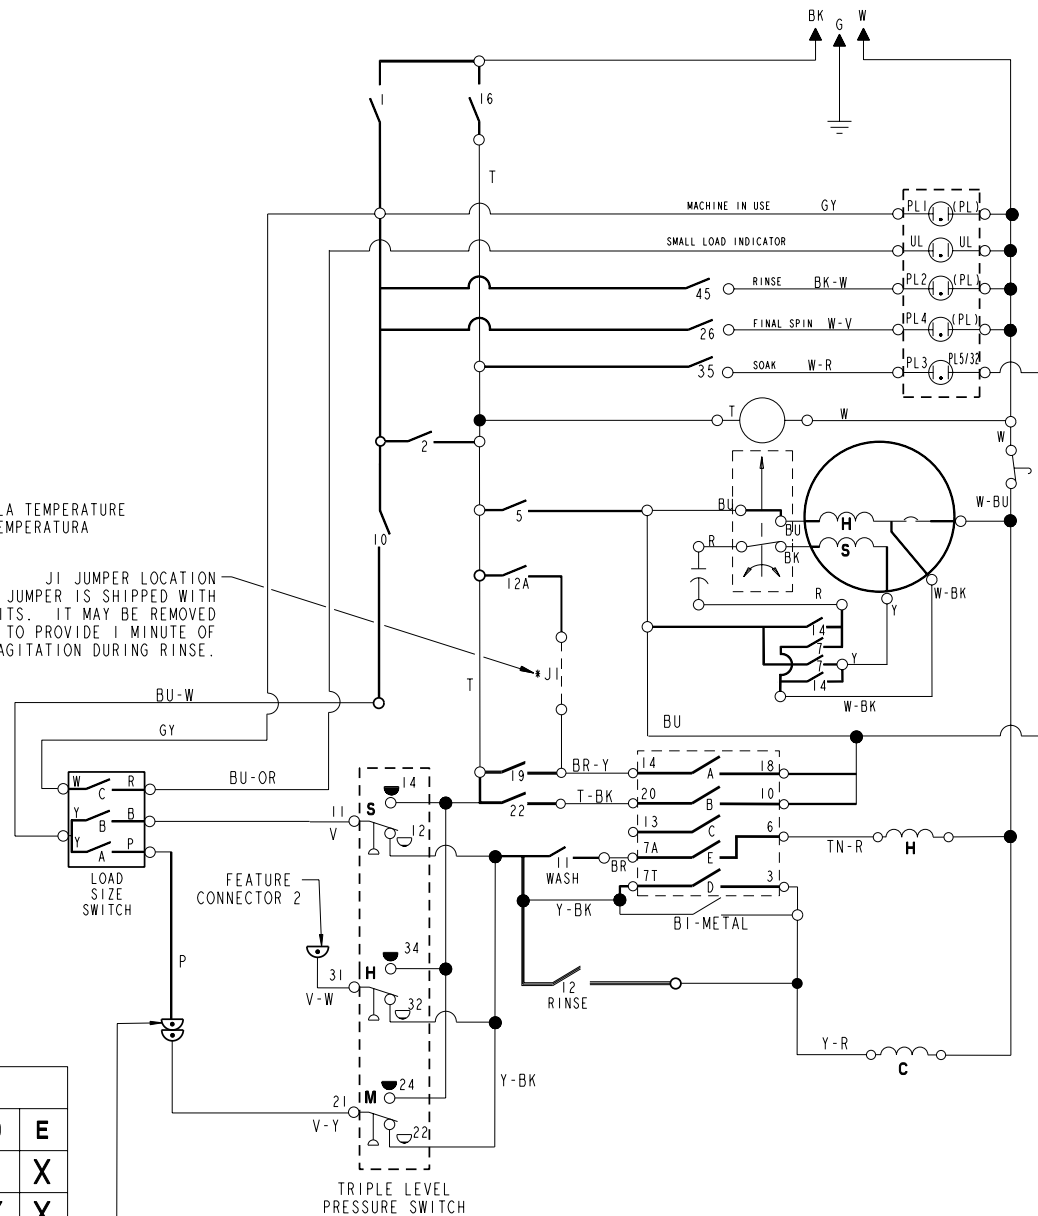 BK G W
1 16
T
MACHINE IN USE GY PL1 (PL)
SMALL LOAD INDICATOR UL UL
45 RINSE BK-W PL2 (PL)
26 FINAL SPIN W-V PL4 (PL)
35 SOAK W-R PL3 PL5/32
T W
2
W
LA TEMPERATURE
EMPERATURA
W-BU
5 BU BU H
10 R BK S
J1 JUMPER LOCATION
JUMPER IS SHIPPED WITH
ITS. IT MAY BE REMOVED
TO PROVIDE 1 MINUTE OF
AGITATION DURING RINSE.
12A
W-BK
R Y
14
7
7 Y
14
* J1
T
BU-W
W-BK
GY
BU
BU-OR
W C R
Y B B
Y A P
LOAD
SIZE
SWITCH
19 BR-Y 14 A 18
22 T-BK 20 B 10
13 C 6
7A E
7T D 3
11 WASH BR
TN-R H
Y-BK
BI-METAL
11 S 14
V 12
FEATURE
CONNECTOR 2
P
31 H 34
V-W 32
12
RINSE
Y-R C
Y-BK
21 M 24
V-Y 22
E
X
X
TRIPLE LEVEL
PRESSURE SWITCH